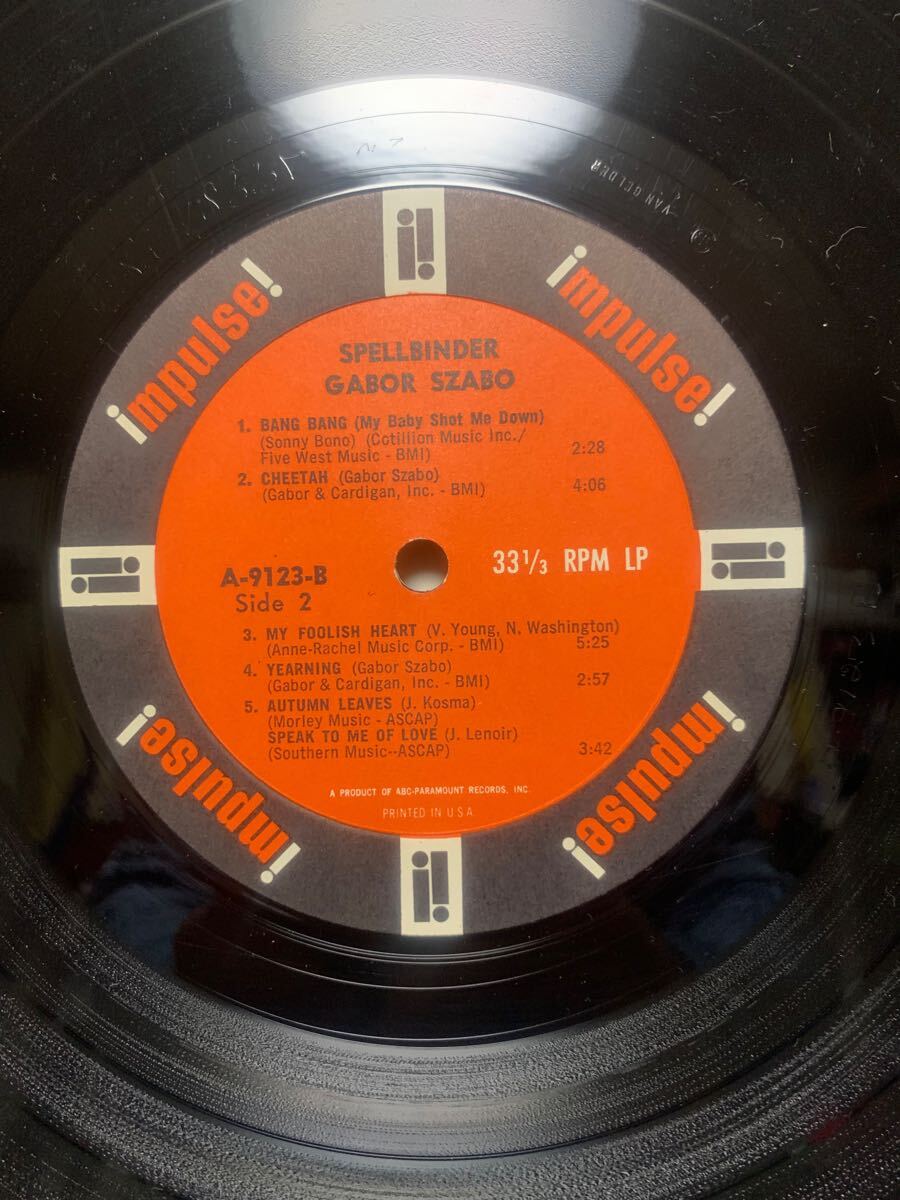 VAN GELDER
impulse!
impulse!
SPELLBINDER
GABOR SZABO
1. BANG BANG (My Baby Shot Me Down)
(Sonny Bono) (Cotillion Music Inc./
Five West Music - BMI) 2:28
2. CHEETAH (Gabor Szabo)
(Gabor & Cardigan, Inc. - BMI) 4:06
A-9123-B
Side 2
33 1/3 RPM LP
3. MY FOOLISH HEART (V. Young, N. Washington)
(Anne-Rachel Music Corp. - BMI) 5:25
4. YEARNING (Gabor Szabo)
(Gabor & Cardigan, Inc. - BMI) 2:57
5. AUTUMN LEAVES (J. Kosma)
(Morley Music - ASCAP)
SPEAK TO ME OF LOVE (J. Lenoir)
(Southern Music--ASCAP) 3:42
A PRODUCT OF ABC-PARAMOUNT RECORDS, INC.
PRINTED IN U.S.A.
impulse!
impulse!